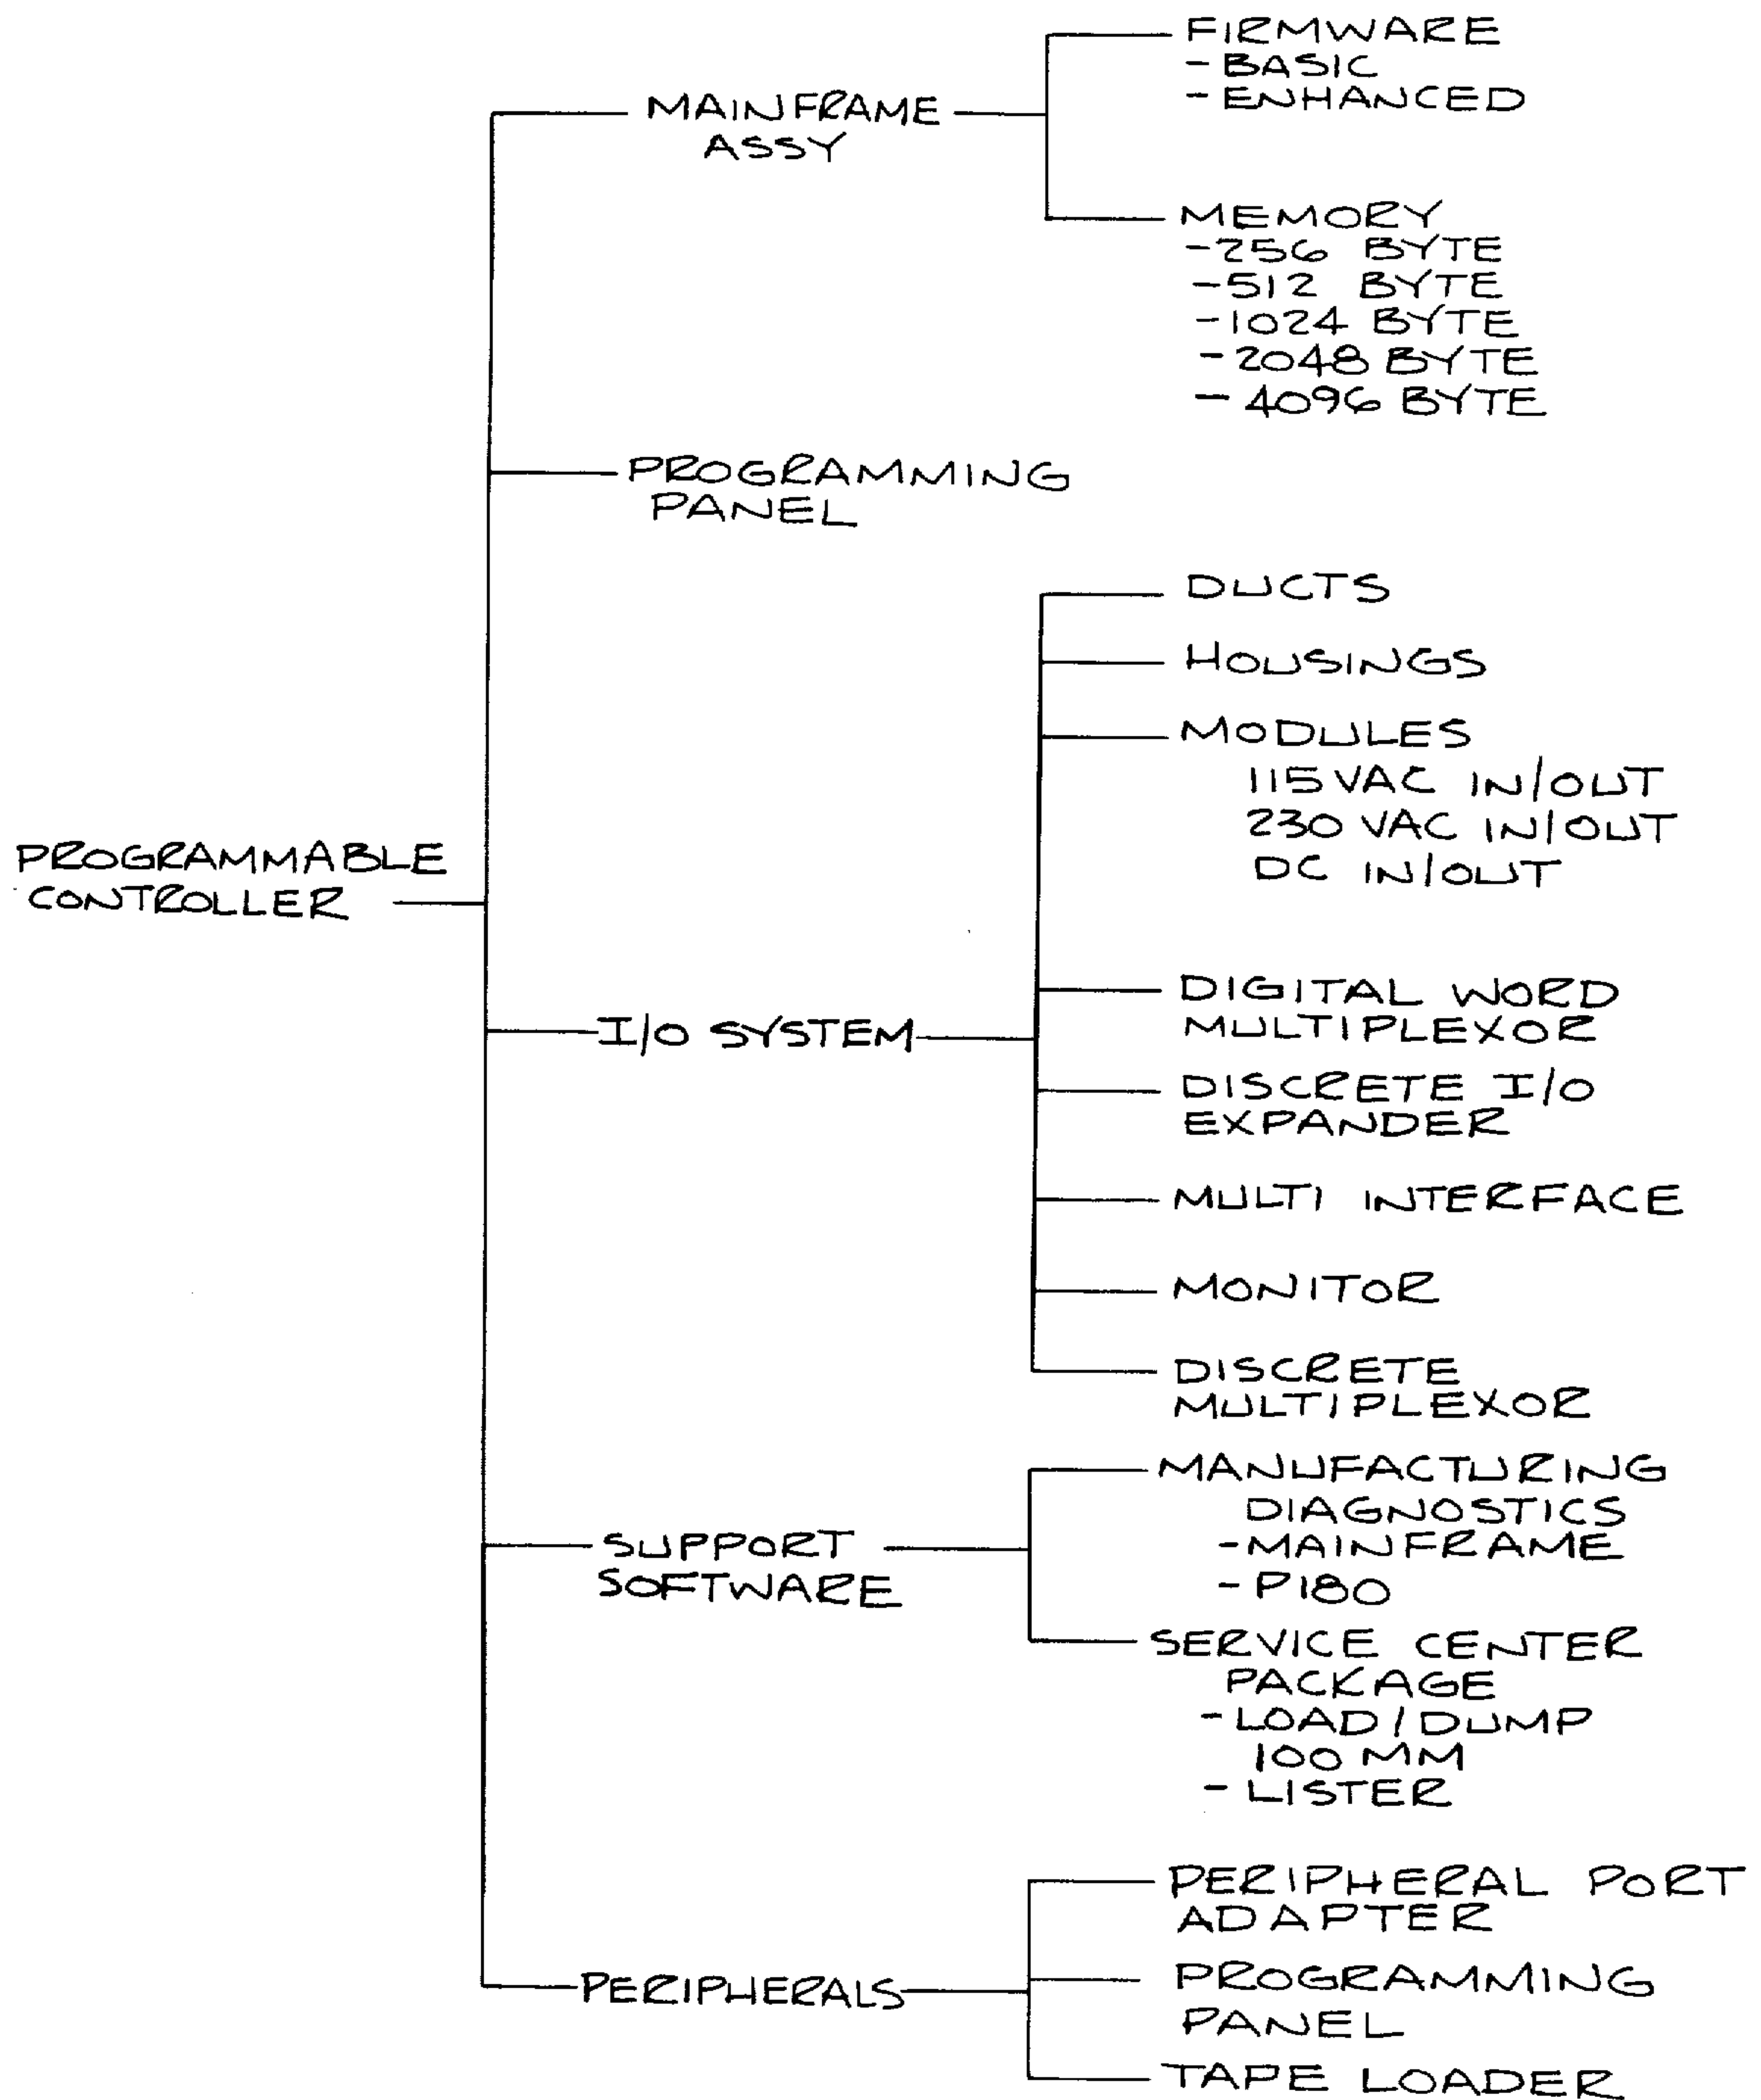 FIRMWARE
- BASIC
- ENHANCED
MAINFRAME
ASSY
MEMORY
-256 BYTE
-512 BYTE
-1024 BYTE
-2048 BYTE
- 4096 BYTE
PROGRAMMING
PANEL
DUCTS
HOUSINGS
MODULES
115 VAC IN/OUT
230 VAC IN/OUT
DC IN/OUT
PROGRAMMABLE
CONTROLLER
I/O SYSTEM
DIGITAL WORD
MULTIPLEXOR
DISCRETE I/O
EXPANDER
MULTI INTERFACE
MONITOR
DISCRETE
MULTIPLEXOR
SUPPORT
SOFTWARE
MANUFACTURING
DIAGNOSTICS
-MAINFRAME
- P180
SERVICE CENTER
PACKAGE
- LOAD/DUMP
100 MM
- LISTER
PERIPHERALS
PERIPHERAL PORT
ADAPTER
PROGRAMMING
PANEL
TAPE LOADER